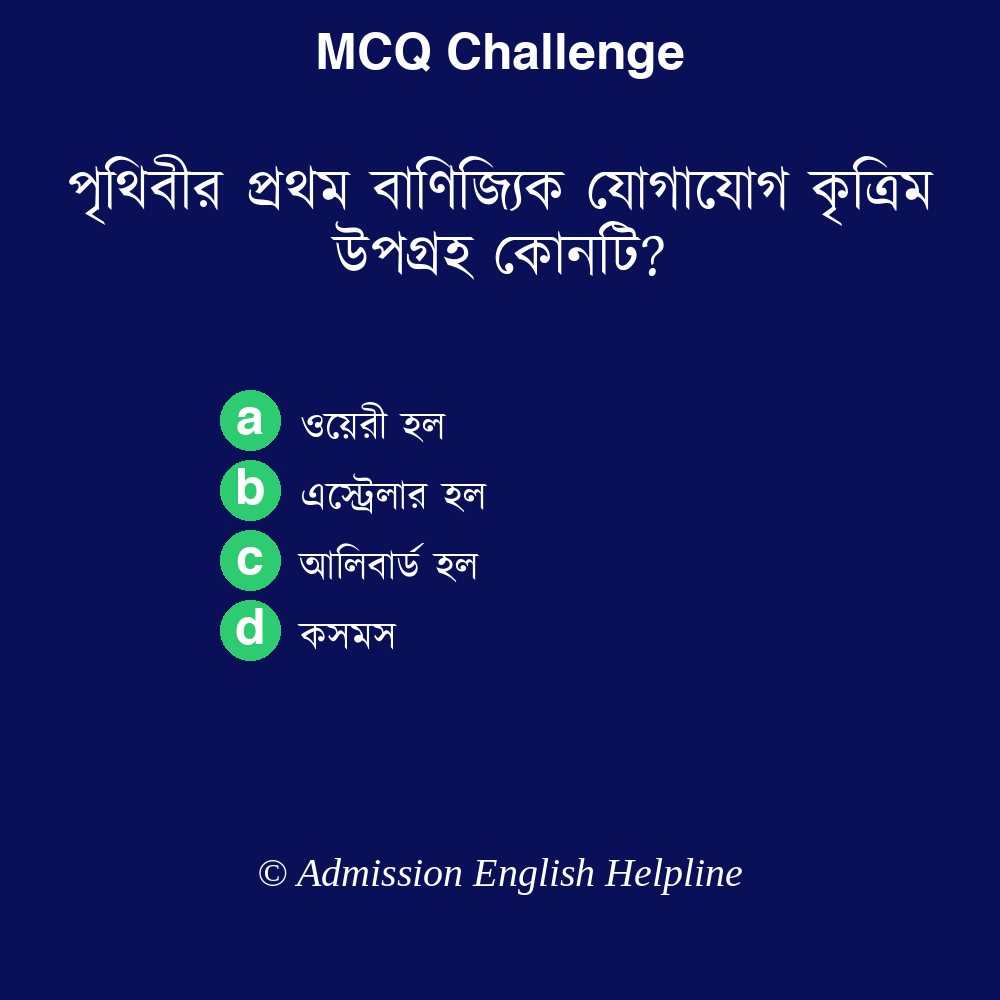 MCQ Challenge
পৃথিবীর প্রথম বাণিজ্যিক যোগাযোগ কৃত্রিম
উপগ্রহ কোনটি?
a ওয়েরী হল
b এস্ট্রেলার হল
c আলিবার্ড হল
d কসমস
© Admission English Helpline